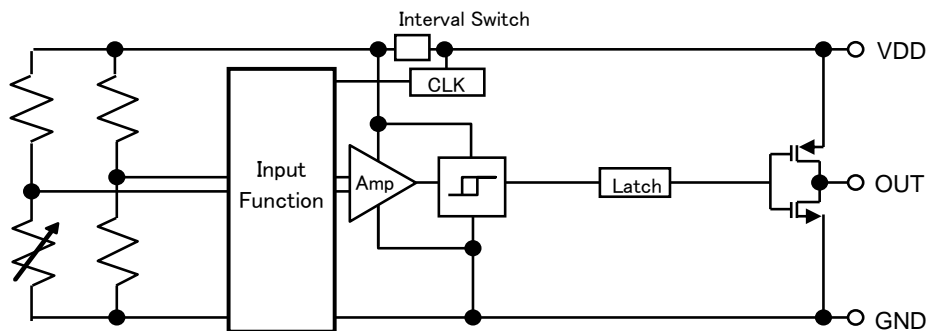 Interval Switch
VDD
CLK
Input
Function
Amp
Latch
OUT
GND